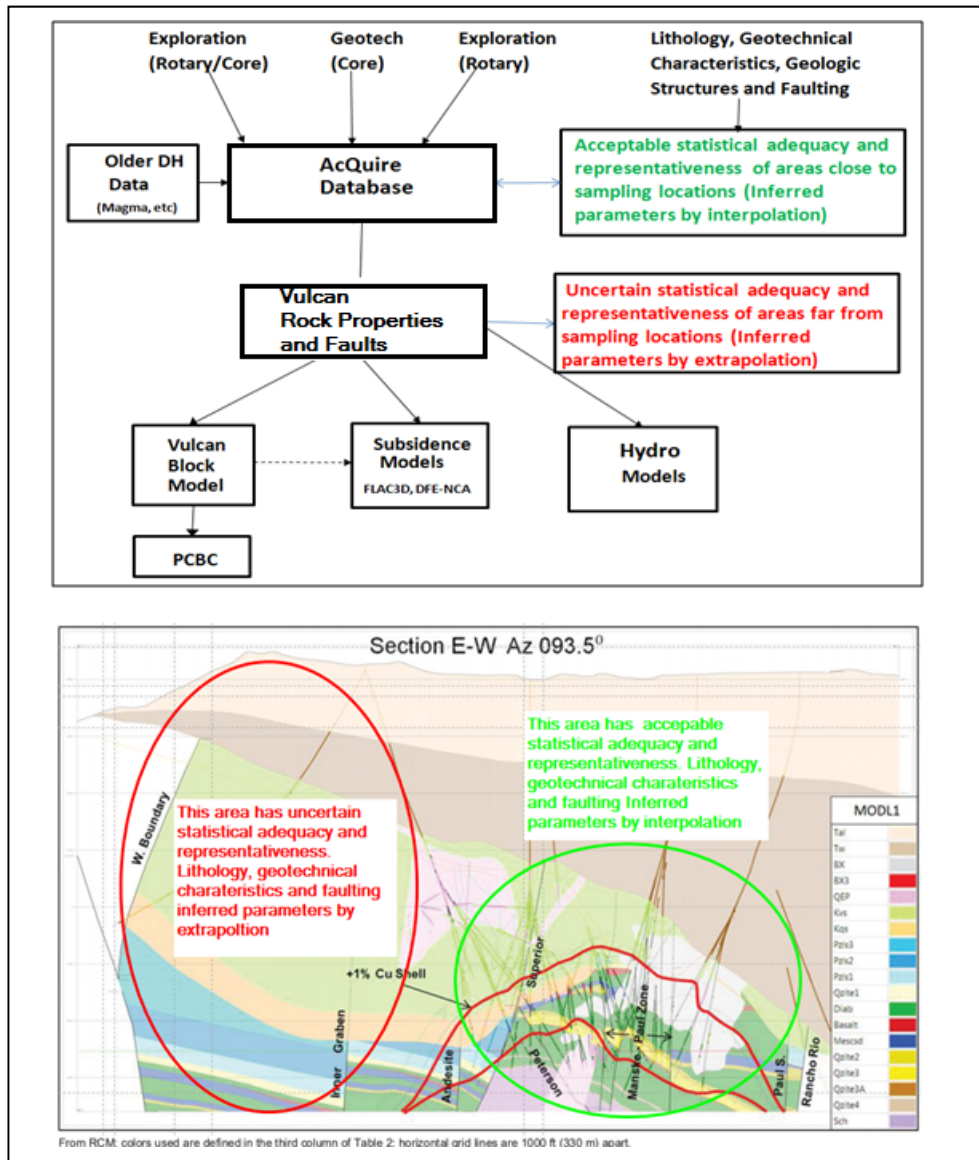 Exploration
(Rotary/Core)
Geotech
(Core)
Exploration
(Rotary)
Lithology, Geotechnical
Characteristics, Geologic
Structures and Faulting
Older DH
Data
(Magma, etc)
AcQuire
Database
Acceptable statistical adequacy and
representativeness of areas close to
sampling locations (Inferred
parameters by interpolation)
Vulcan
Rock Properties
and Faults
Uncertain statistical adequacy and
representativeness of areas far from
sampling locations (Inferred
parameters by extrapolation)
Vulcan
Block
Model
Subsidence
Models
FLAC3D, DFE-NCA
Hydro
Models
PCBC
Section E-W Az 093.5⁰
This area has accepable
statistical adequacy and
representativeness. Lithology,
geotechnical charateristics
and faulting Inferred
parameters by interpolation
W. Boundary
This area has uncertain
statistical adequacy and
representativeness.
Lithology, geotechnical
charateristics and faulting
inferred parameters by
extrapoltion
+1% Cu Shell
Superior
Inner Graben
Andesite
Peterson
Manske - Paul Zone
Paul S.
Rancho Rio
MODL1
Tal
Tw
BX
BX3
QEP
Kvs
Kqs
Pzls3
Pzls2
Pzls1
Qzite1
Diab
Basalt
Mescsd
Qzite2
Qzite3
Qzite3A
Qzite4
Sch
From RCM: colors used are defined in the third column of Table 2: horizontal grid lines are 1000 ft (330 m) apart.